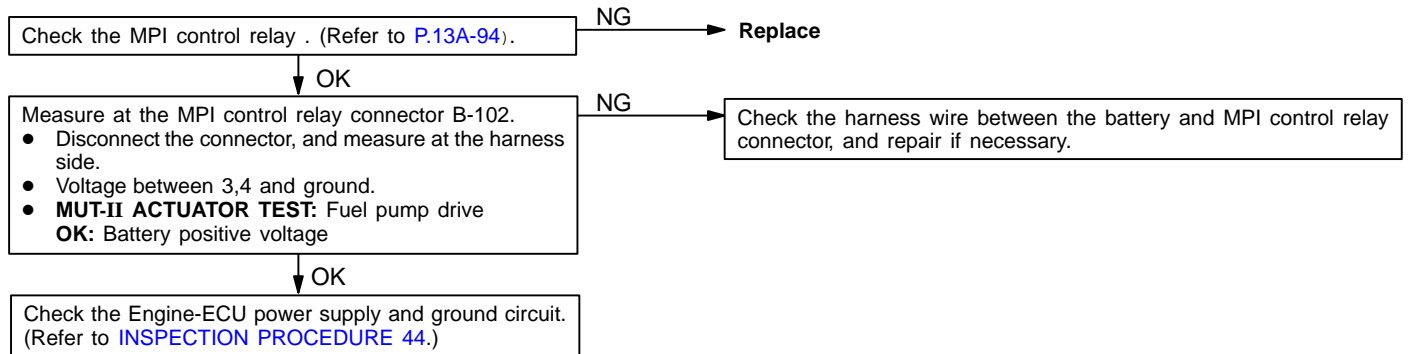 NG
Check the MPI control relay . (Refer to P.13A-94).
Replace
OK
Measure at the MPI control relay connector B-102.
● Disconnect the connector, and measure at the harness
side.
● Voltage between 3,4 and ground.
● MUT-II ACTUATOR TEST: Fuel pump drive
OK: Battery positive voltage
NG
Check the harness wire between the battery and MPI control relay
connector, and repair if necessary.
OK
Check the Engine-ECU power supply and ground circuit.
(Refer to INSPECTION PROCEDURE 44.)